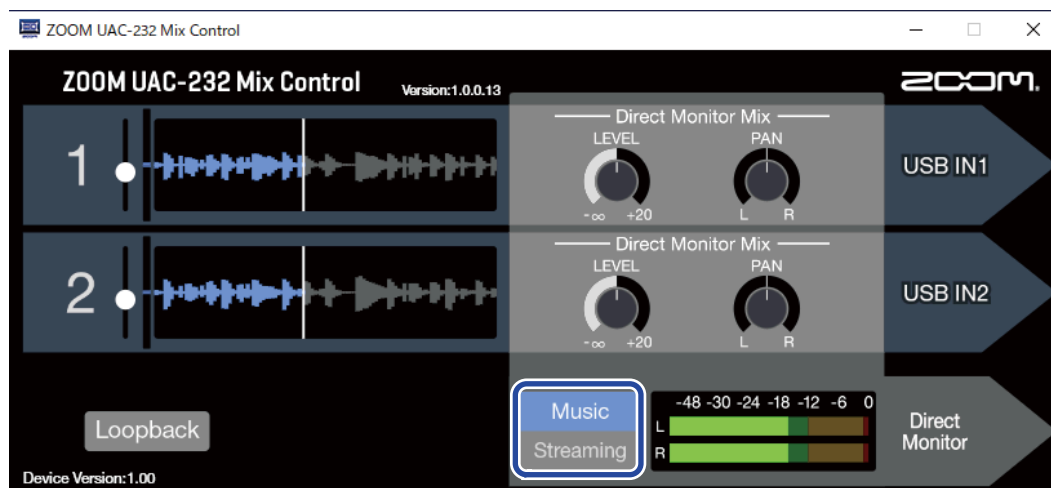 ZOOM UAC-232 Mix Control
ZOOM UAC-232 Mix Control Version:1.0.0.13 ZOOM.
1
Direct Monitor Mix
LEVEL PAN
-∞ +20 L R
USB IN1
2
Direct Monitor Mix
LEVEL PAN
-∞ +20 L R
USB IN2
Loopback
Music
Streaming
-48 -30 -24 -18 -12 -6 0
L
R
Direct
Monitor
Device Version:1.00